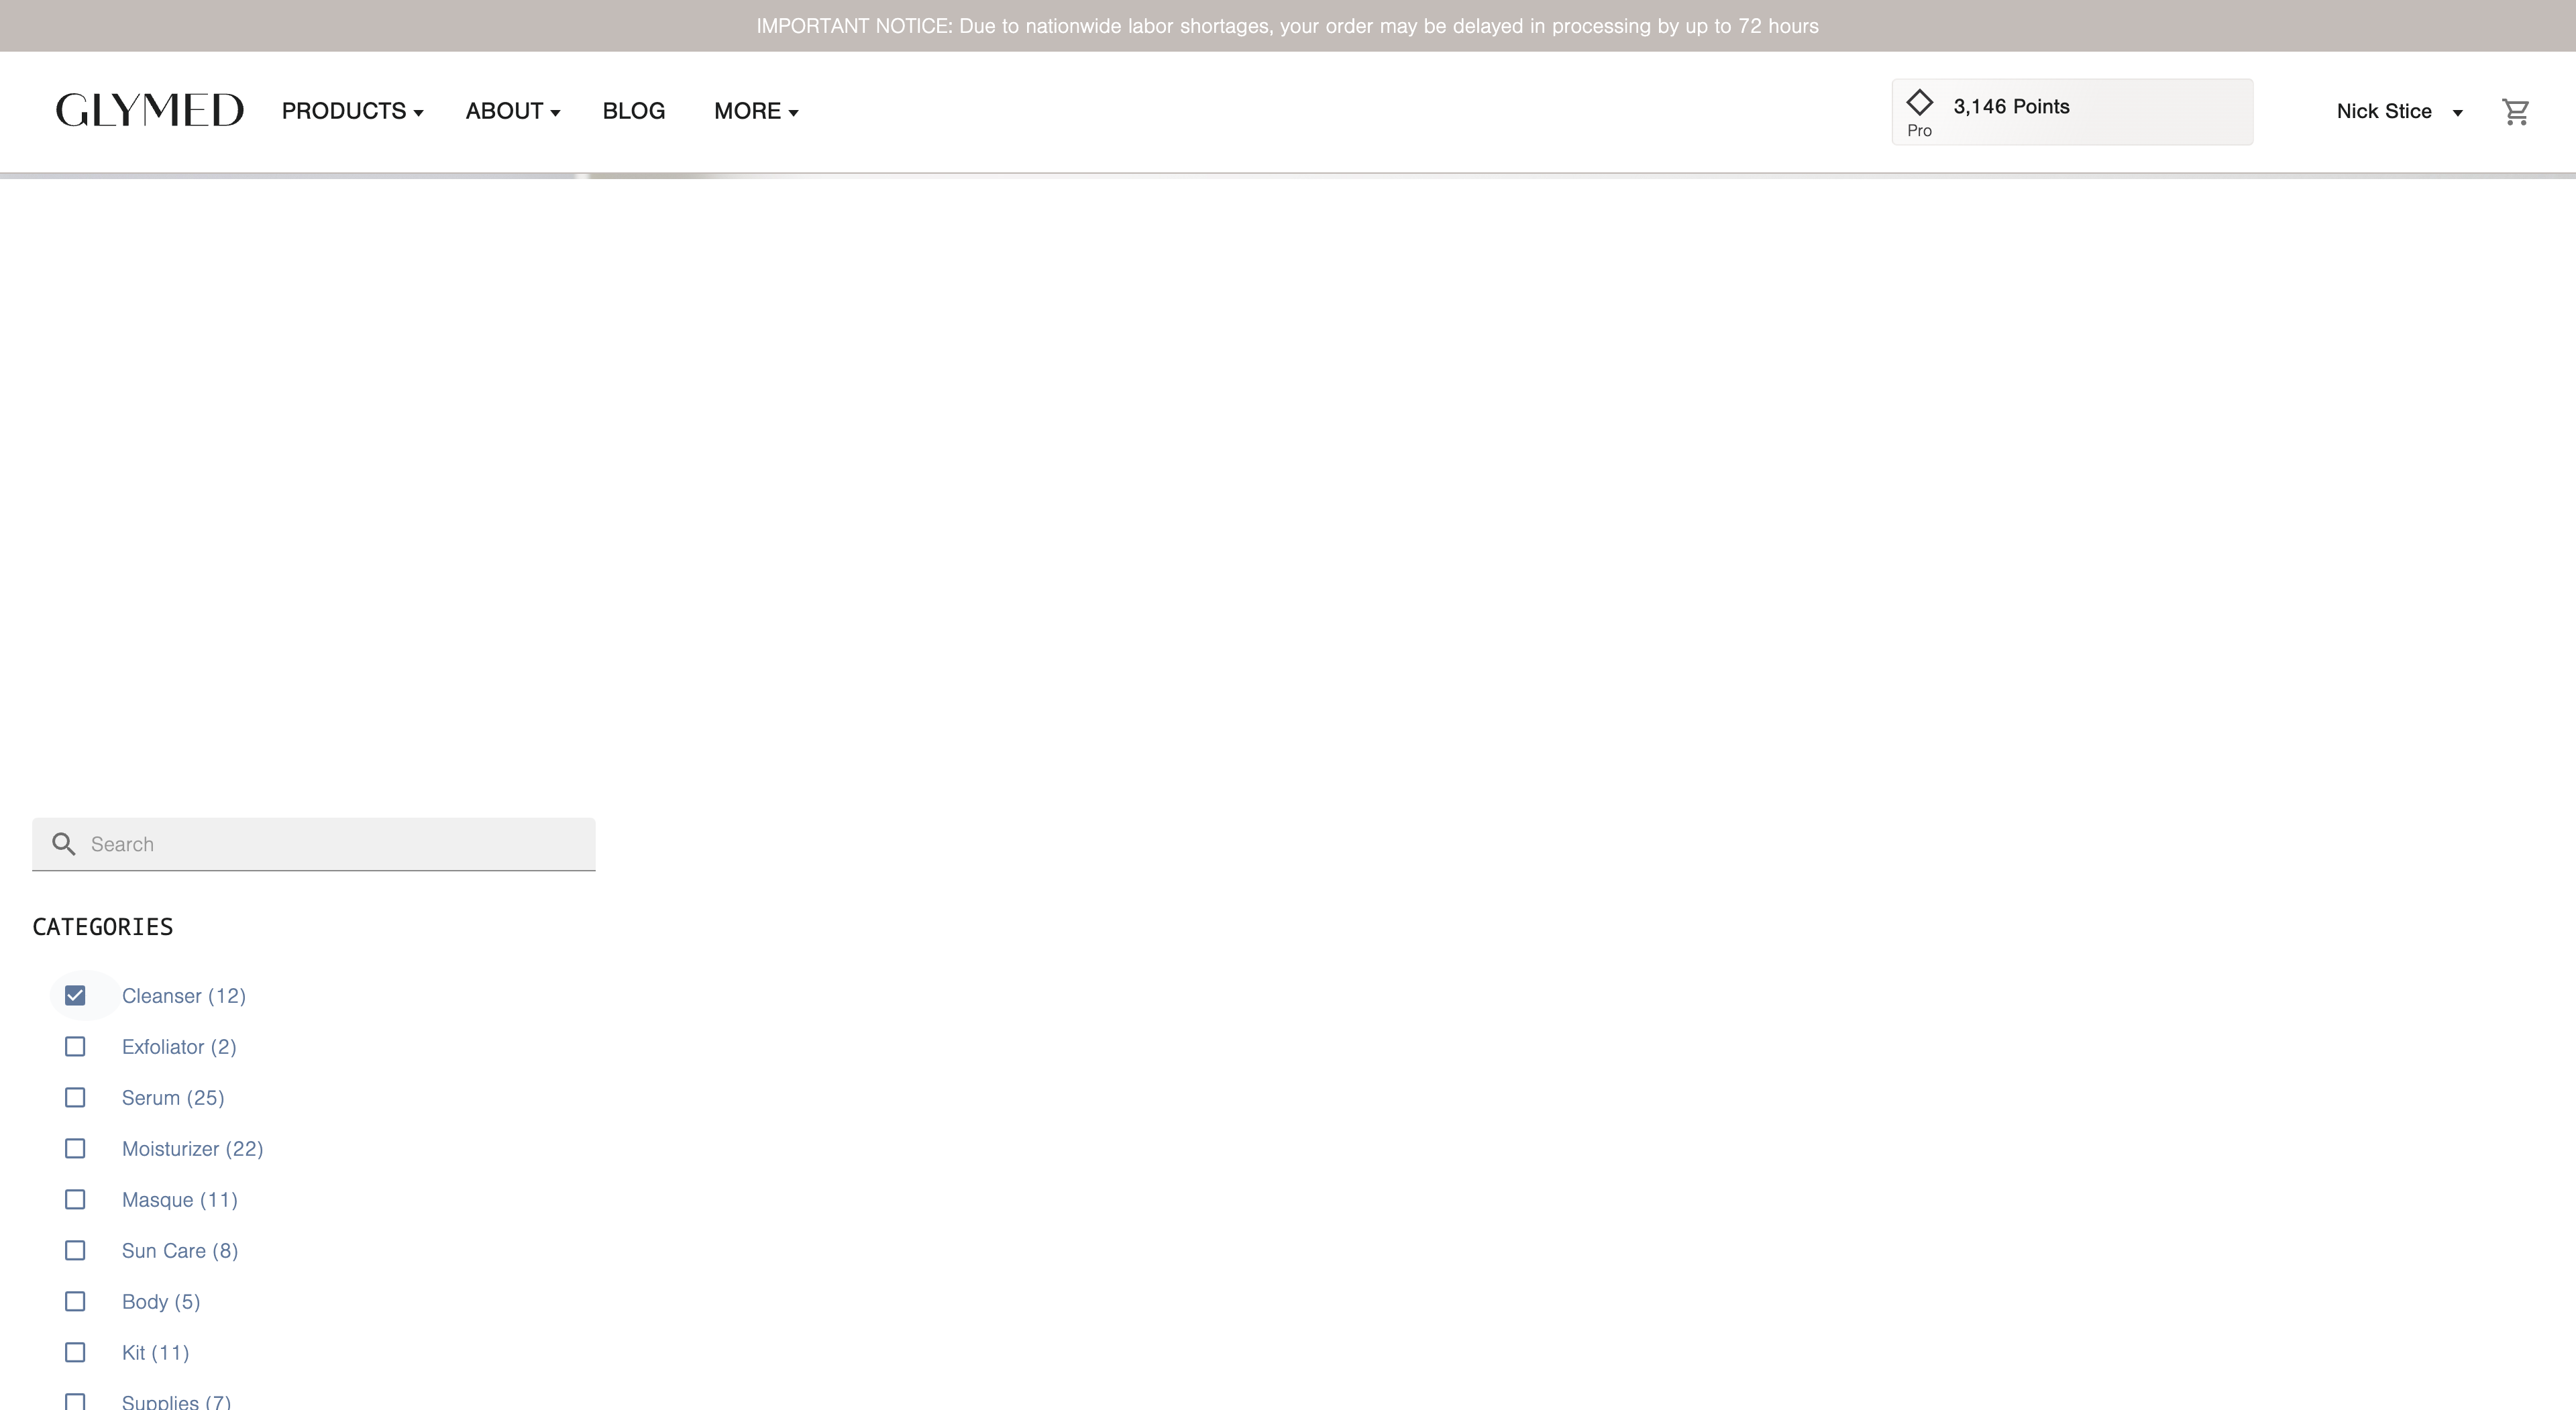 IMPORTANT NOTICE: Due to nationwide labor shortages, your order may be delayed in processing by up to 72 hours
GLYMED PRODUCTS ABOUT BLOG MORE 3,146 Points Nick Stice
Pro
Search
CATEGORIES
Cleanser (12)
Exfoliator (2)
Serum (25)
Moisturizer (22)
Masque (11)
Sun Care (8)
Body (5)
Kit (11)
Supplies (7)